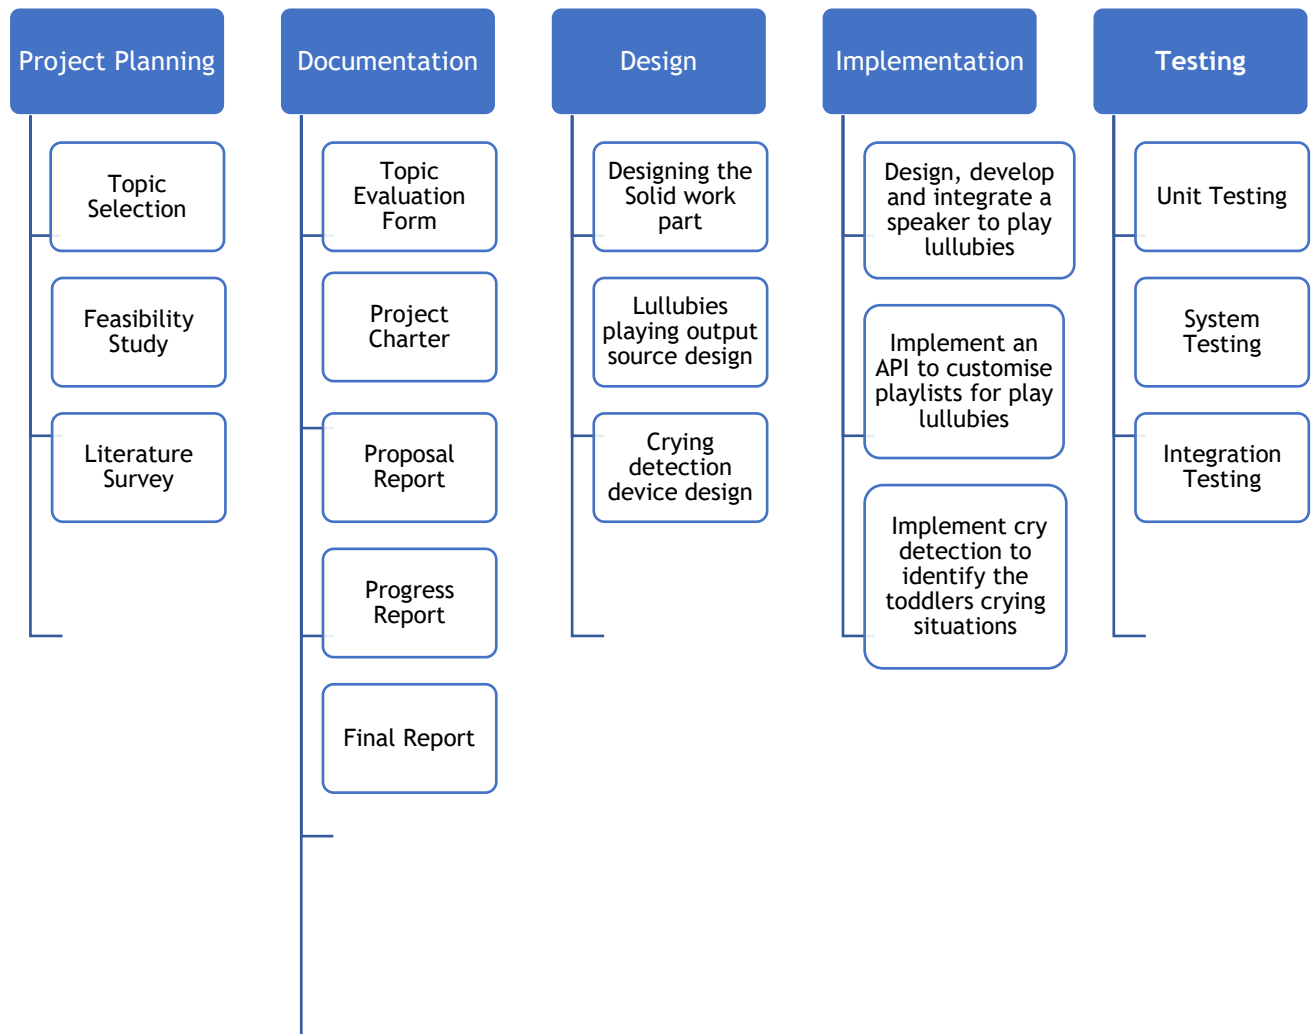 Project Planning
Topic
Selection
Feasibility
Study
Literature
Survey
Documentation
Topic
Evaluation
Form
Project
Charter
Proposal
Report
Progress
Report
Final Report
Design
Designing the
Solid work
part
Lullubies
playing output
source design
Crying
detection
device design
Implementation
Design, develop
and integrate a
speaker to play
lullubies
Implement an
API to customise
playlists for play
lullubies
Implement cry
detection to
identify the
toddlers crying
situations
Testing
Unit Testing
System
Testing
Integration
Testing